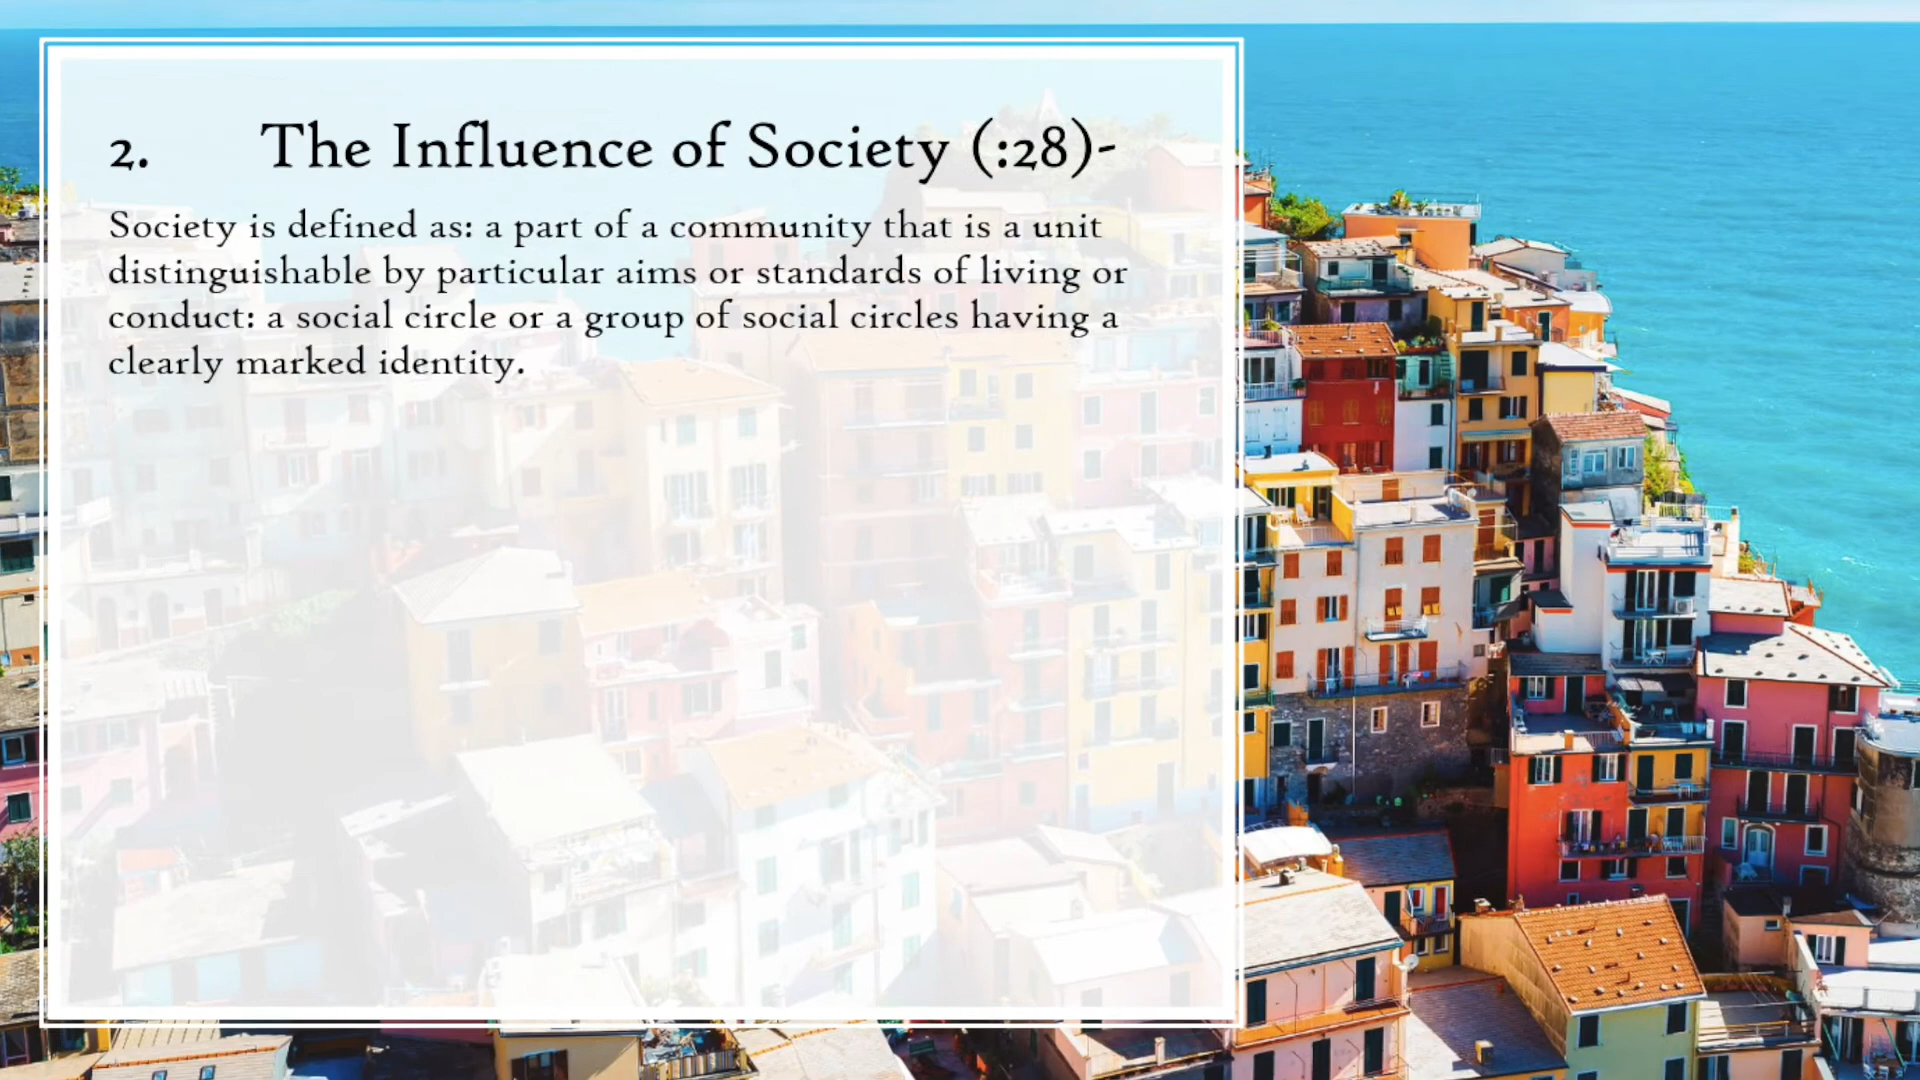 2. The Influence of Society (:28)-
Society is defined as: a part of a community that is a unit
distinguishable by particular aims or standards of living or
conduct: a social circle or a group of social circles having a
clearly marked identity.